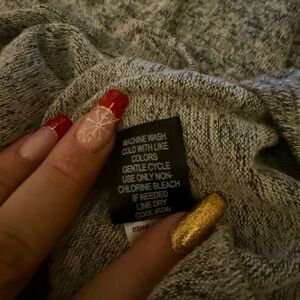 MACHINE WASH
COLD WITH LIKE
COLORS
GENTLE CYCLE
USE ONLY NON-
CHLORINE BLEACH
IF NEEDED
LINE DRY
COOL IRON